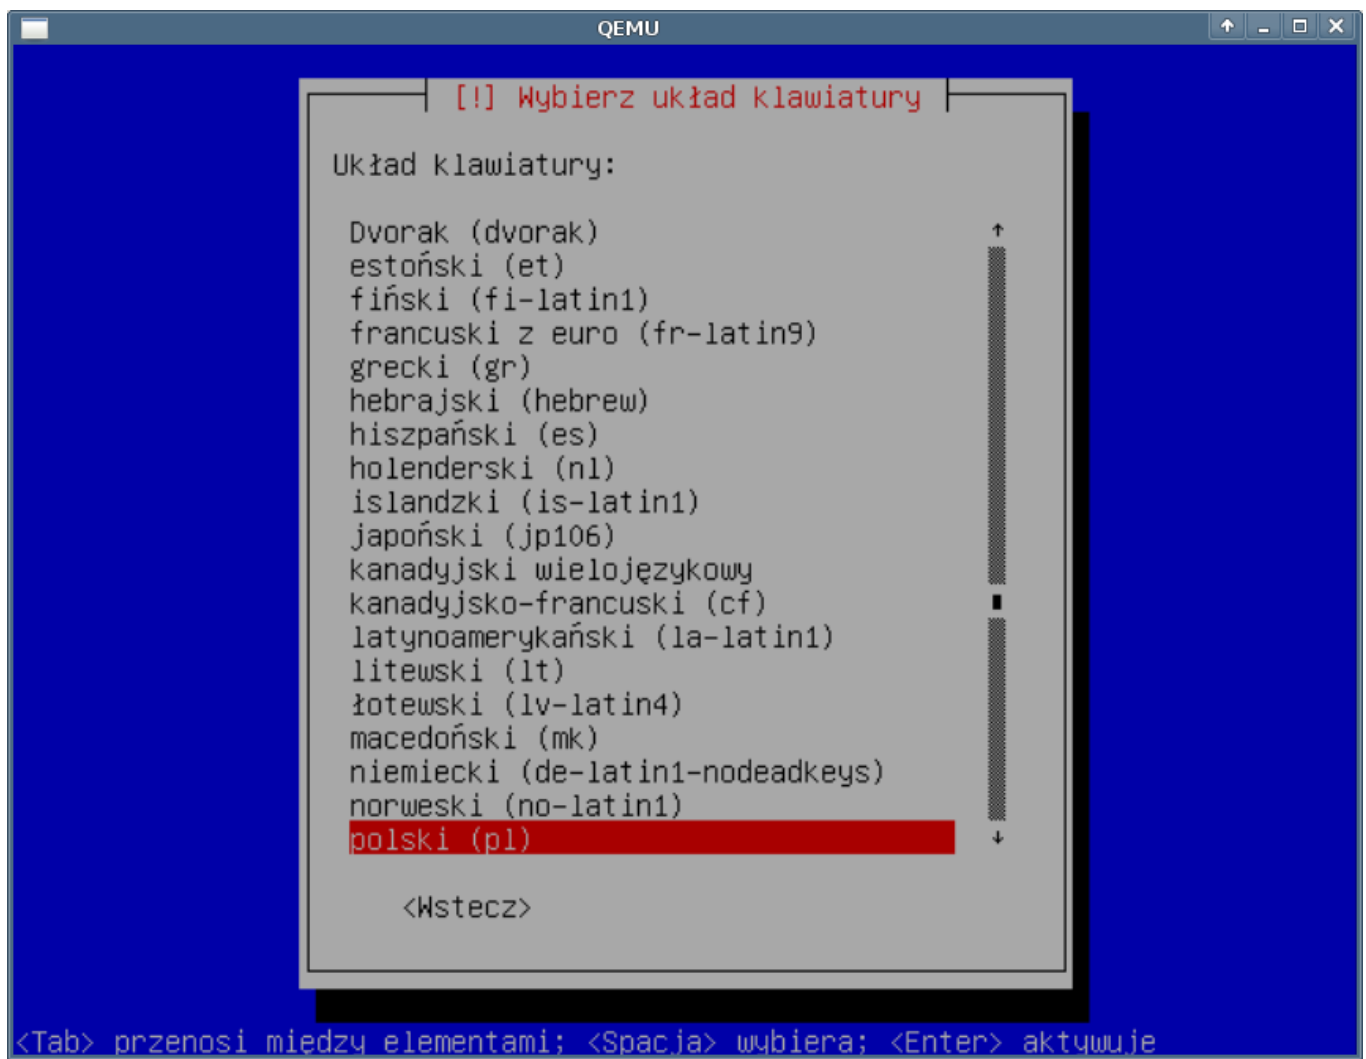 QEMU
[!] Wybierz układ klawiatury
Układ klawiatury:
Dvorak (dvorak)
estoński (et)
fiński (fi-latin1)
francuski z euro (fr-latin9)
grecki (gr)
hebrajski (hebrew)
hiszpański (es)
holenderski (nl)
islandzki (is-latin1)
japoński (jp106)
kanadyjski wielojęzykowy
kanadyjsko-francuski (cf)
latynoamerykański (la-latin1)
litewski (lt)
łotewski (lv-latin4)
macedoński (mk)
niemiecki (de-latin1-nodeadkeys)
norweski (no-latin1)
polski (pl)
<Wstecz>
<Tab> przenosi między elementami; <Spacja> wybiera; <Enter> aktywuje